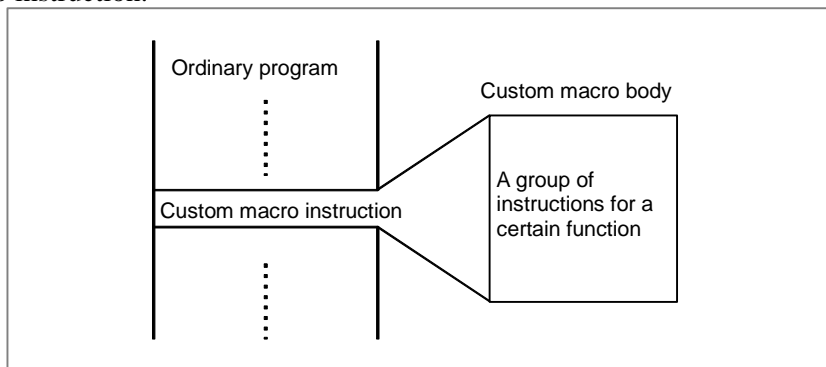 instruction.
Ordinary program
Custom macro body
A group of
instructions for a
certain function
Custom macro instruction